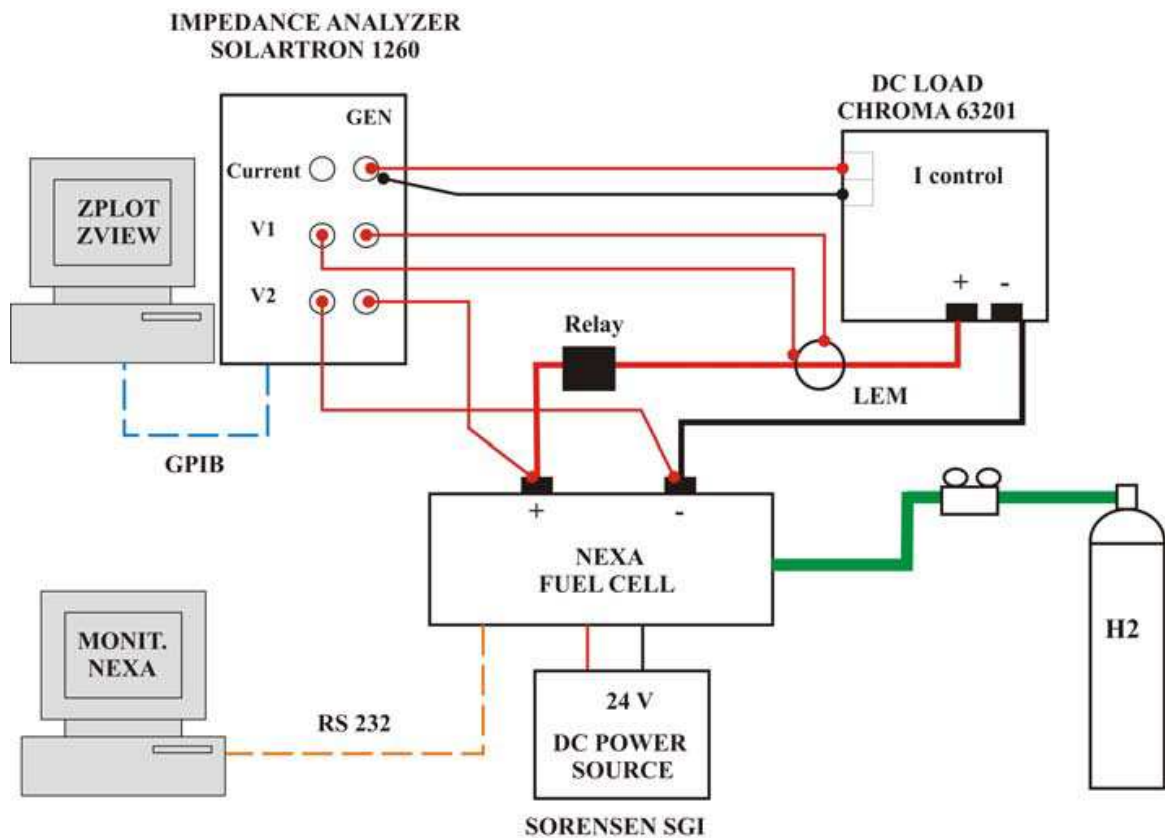 IMPEDANCE ANALYZER
SOLARTRON 1260
DC LOAD
CHROMA 63201
GEN
Current
I control
ZPLOT
ZVIEW
V1
V2
+ -
Relay
LEM
GPIB
+ -
NEXA
FUEL CELL
H2
MONIT.
NEXA
RS 232
24 V
DC POWER
SOURCE
SORENSEN SGI